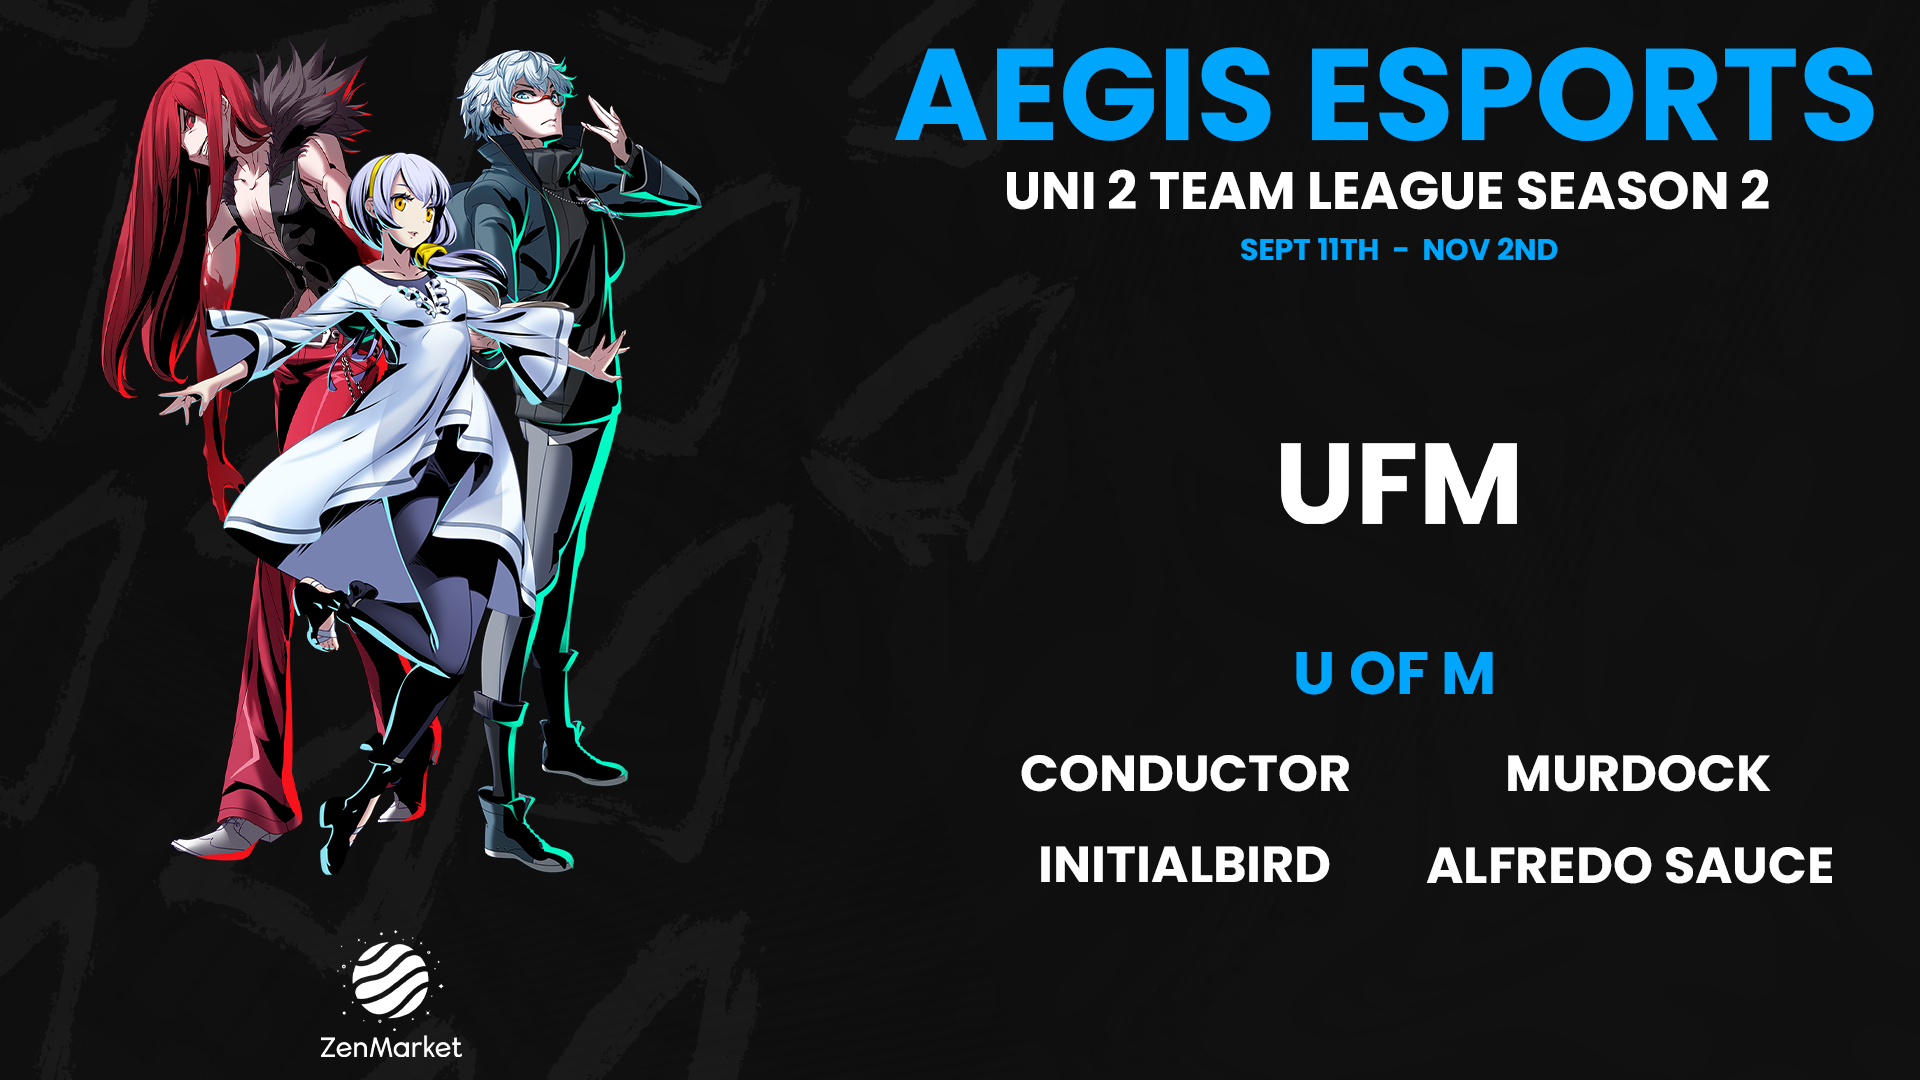 AEGIS ESPORTS
UNI 2 TEAM LEAGUE SEASON 2
SEPT 11TH - NOV 2ND
UFM
U OF M
CONDUCTOR
MURDOCK
INITIALBIRD
ALFREDO SAUCE
ZenMarket